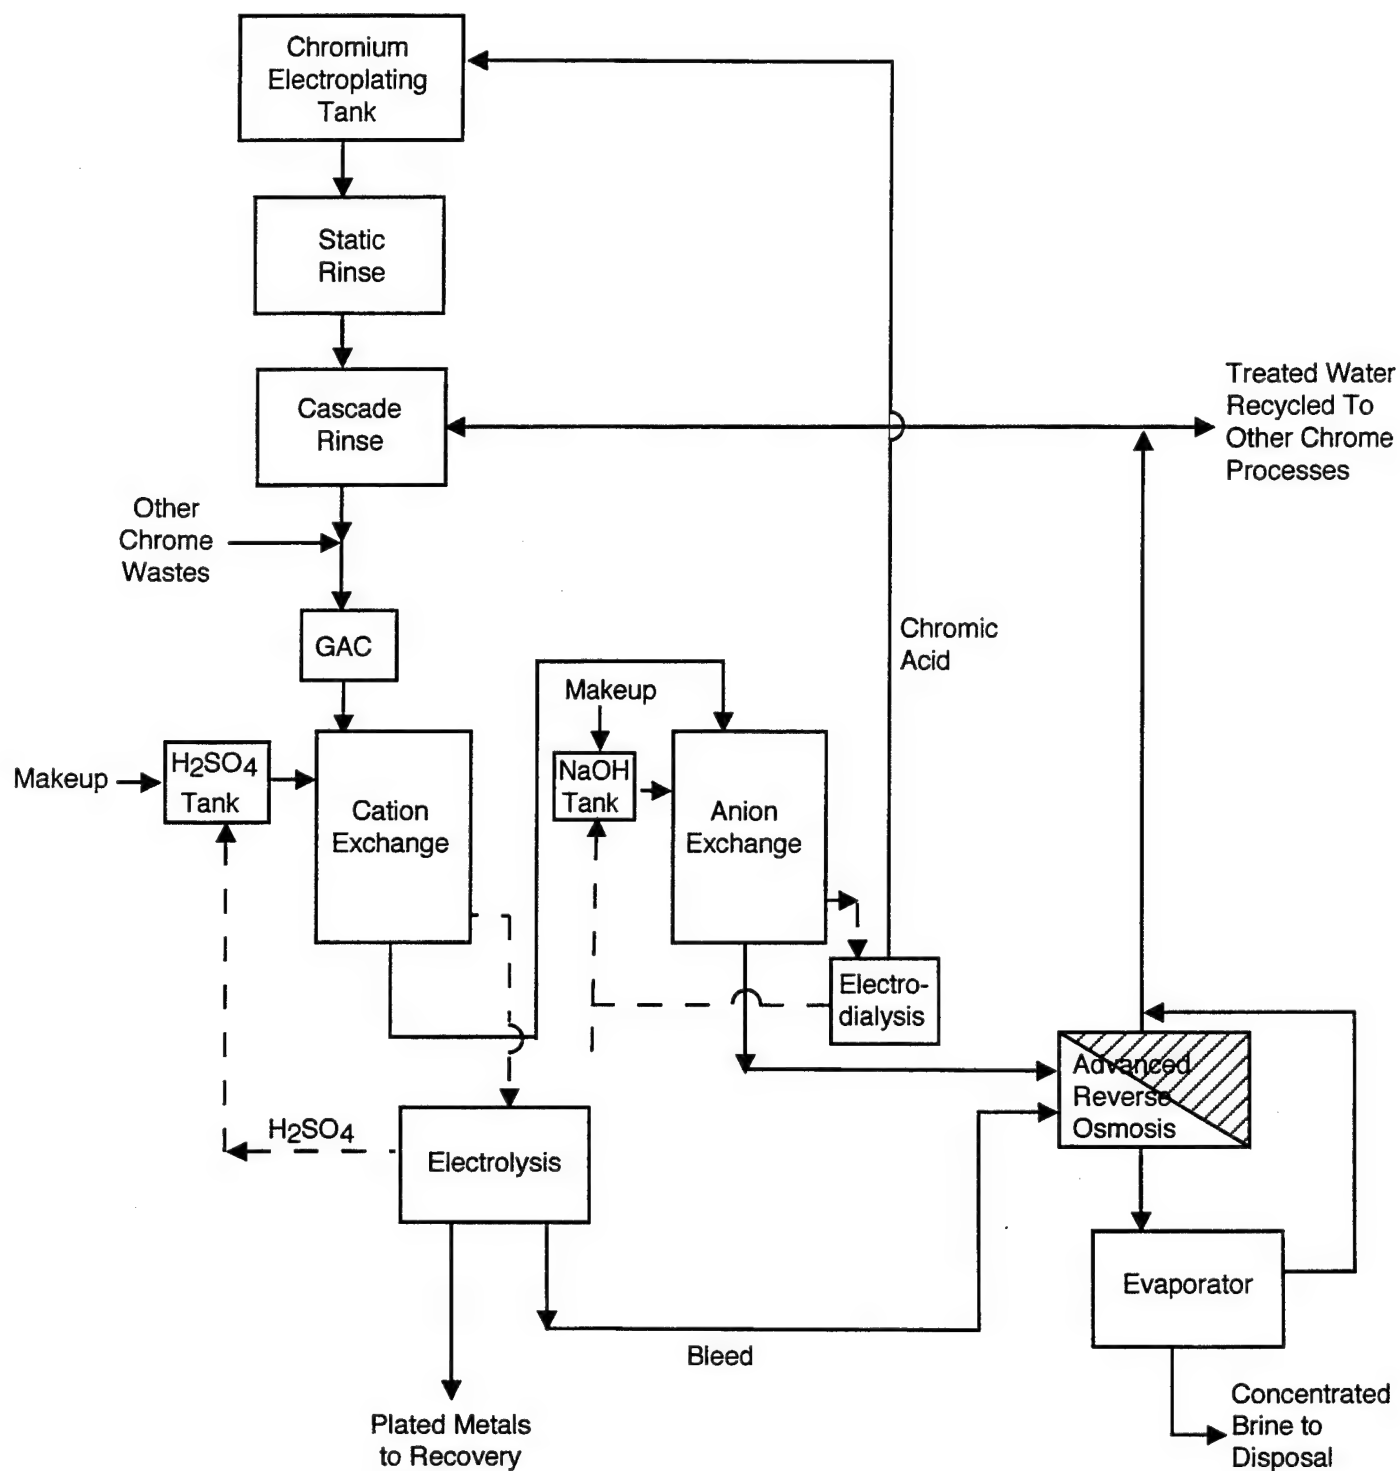 Chromium
Electroplating
Tank
Static
Rinse
Cascade
Rinse
Treated Water
Recycled To
Other Chrome
Processes
Other
Chrome
Wastes
GAC
Chromic
Acid
Makeup
Makeup
H2SO4
Tank
Cation
Exchange
NaOH
Tank
Anion
Exchange
Electro-
dialysis
Advanced
Reverse
Osmosis
H2SO4
Electrolysis
Evaporator
Bleed
Plated Metals
to Recovery
Concentrated
Brine to
Disposal